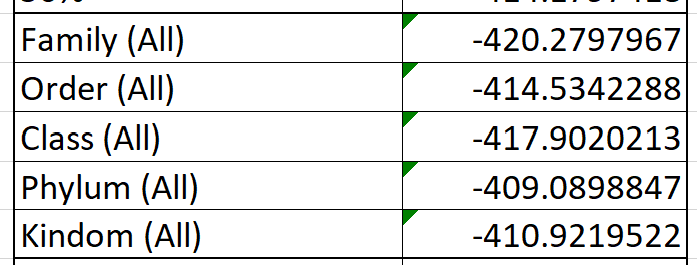 Family (All) -420.2797967
Order (All) -414.5342288
Class (All) -417.9020213
Phylum (All) -409.0898847
Kindom (All) -410.9219522